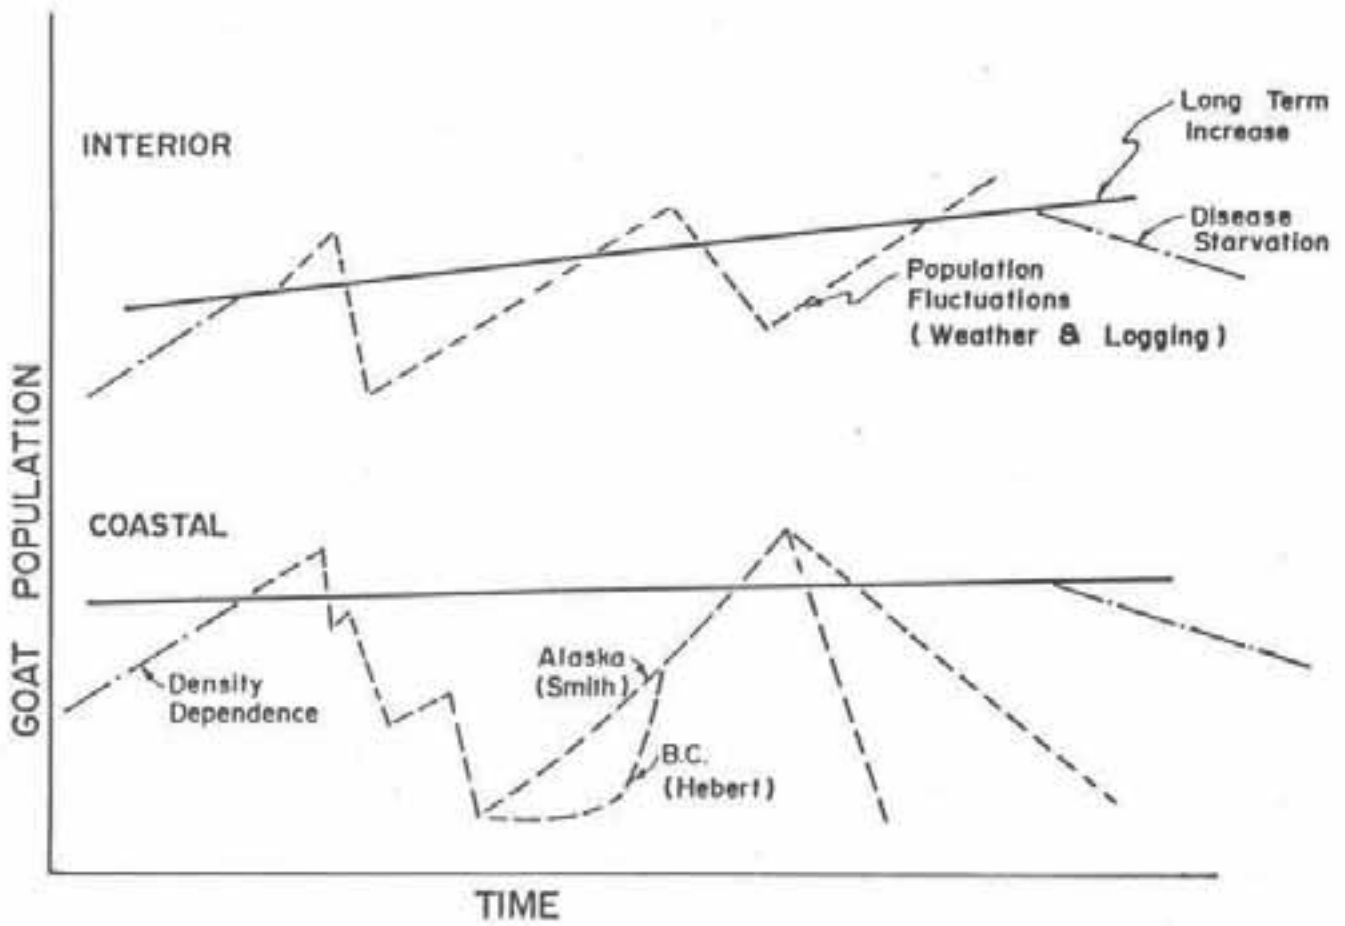 INTERIOR
Long Term
Increase
Disease
Starvation
Population
Fluctuations
(Weather & Logging)
GOAT POPULATION
COASTAL
Density
Dependence
Alaska
(Smith)
B.C.
(Hebert)
TIME